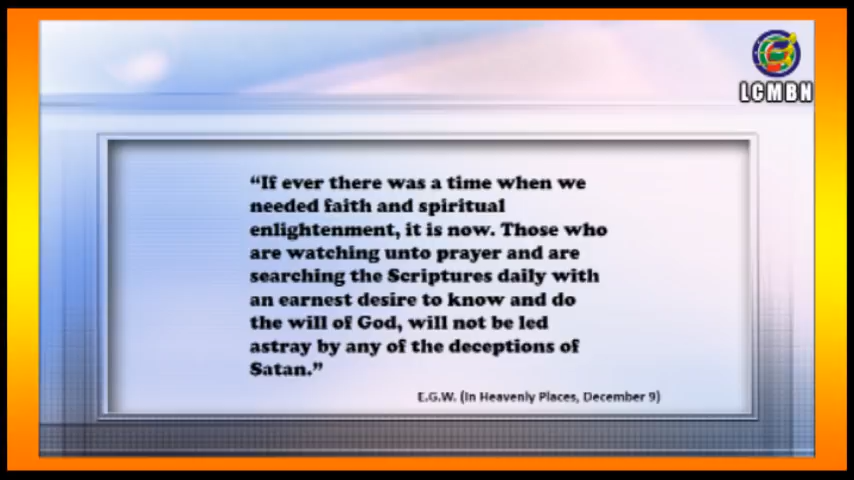 LCMBN
“If ever there was a time when we
needed faith and spiritual
enlightenment, it is now. Those who
are watching unto prayer and are
searching the Scriptures daily with
an earnest desire to know and do
the will of God, will not be led
astray by any of the deceptions of
Satan.”
E.G.W. (In Heavenly Places, December 9)